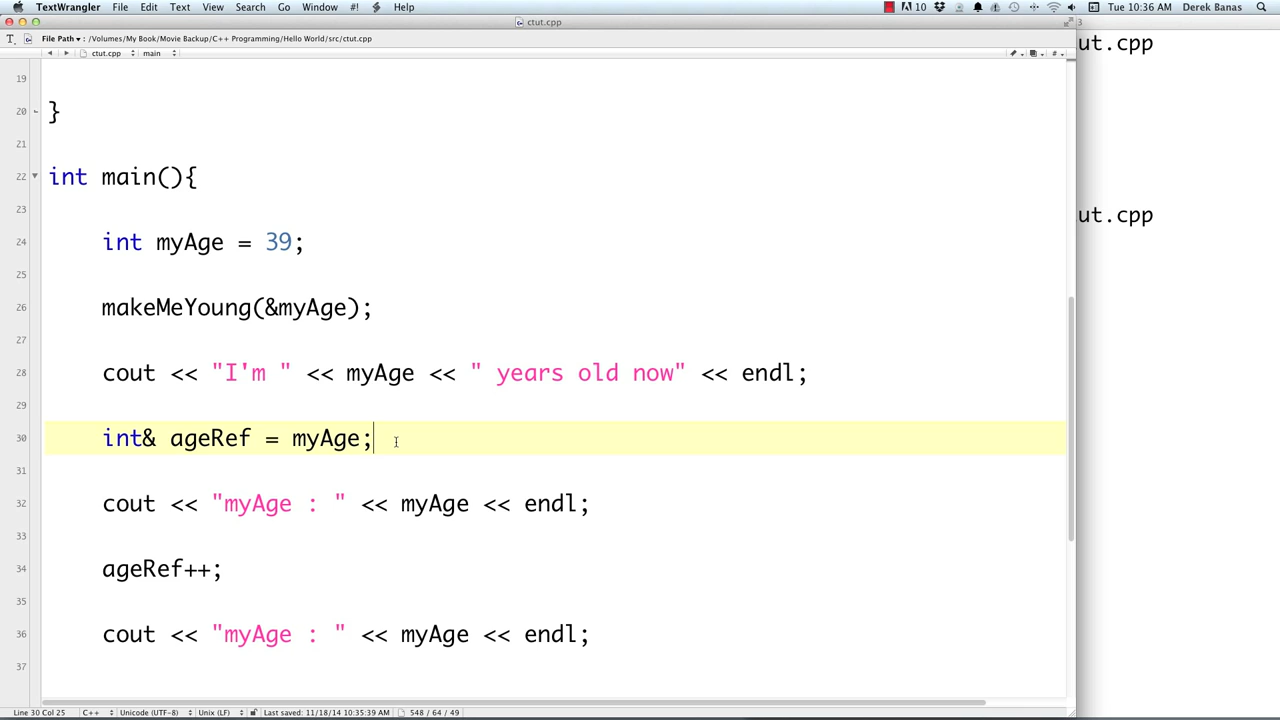 TextWrangler File Edit Text View Search Go Window #! Help 10 Tue 10:36 AM Derek Banas
ctut.cpp
File Path ▾ : /Volumes/My Book/Movie Backup/C++ Programming/Hello World/src/ctut.cpp
ctut.cpp main
19
20 }
21
22 int main(){
23
24 int myAge = 39;
25
26 makeMeYoung(&myAge);
27
28 cout << "I'm " << myAge << " years old now" << endl;
29
30 int& ageRef = myAge;
31
32 cout << "myAge : " << myAge << endl;
33
34 ageRef++;
35
36 cout << "myAge : " << myAge << endl;
37
Line 30 Col 25 C++ Unicode (UTF-8) Unix (LF) Last saved: 11/18/14 10:35:39 AM 548 / 64 / 49
3
ut.cpp
ut.cpp